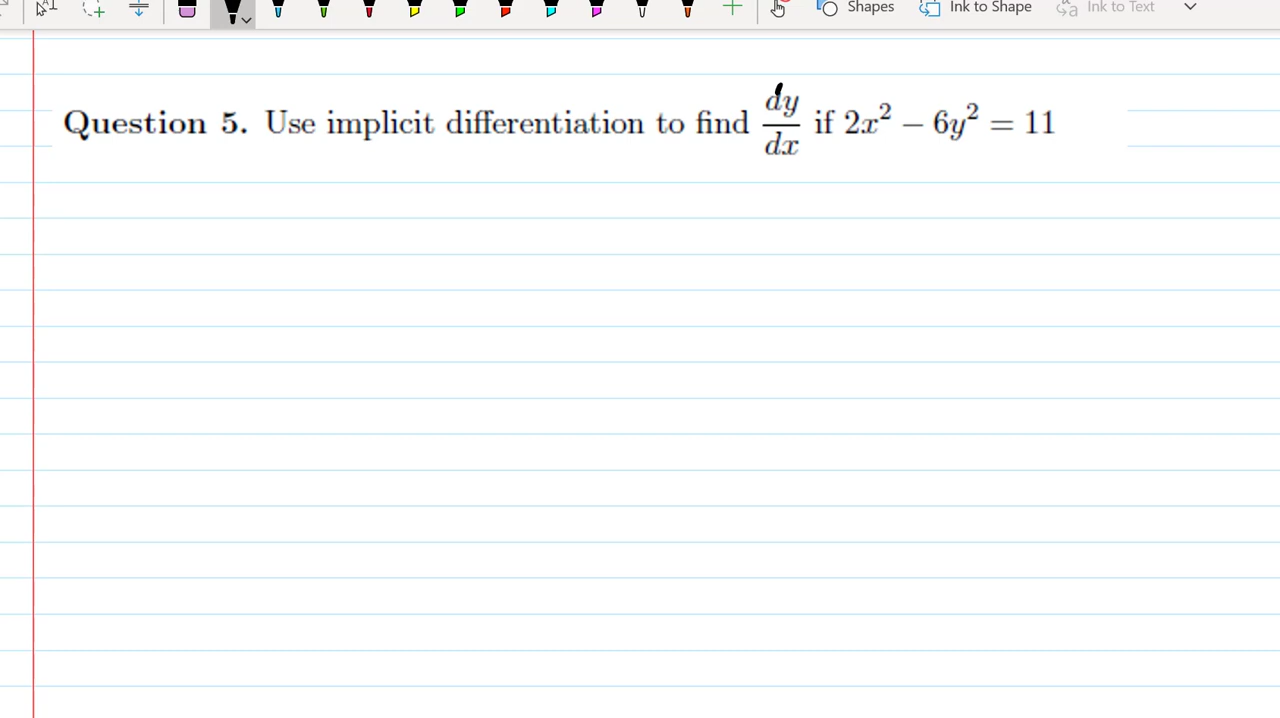 Shapes Ink to Shape Ink to Text
Question 5. Use implicit differentiation to find dy/dx if 2x² − 6y² = 11